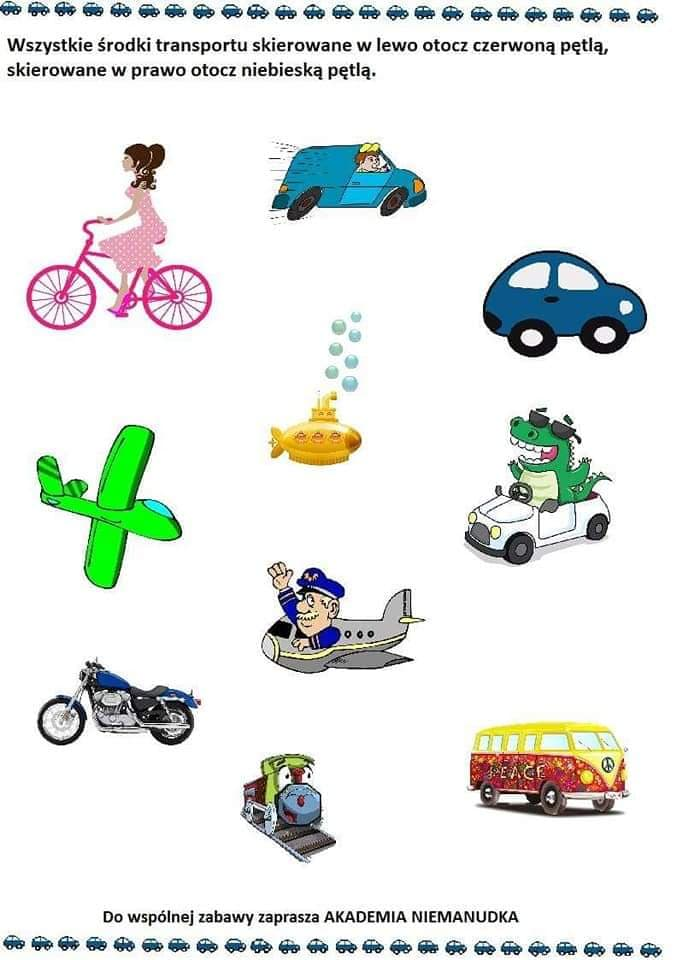 Wszystkie środki transportu skierowane w lewo otocz czerwoną pętlą,
skierowane w prawo otocz niebieską pętlą.
PEACE
Do wspólnej zabawy zaprasza AKADEMIA NIEMANUDKA